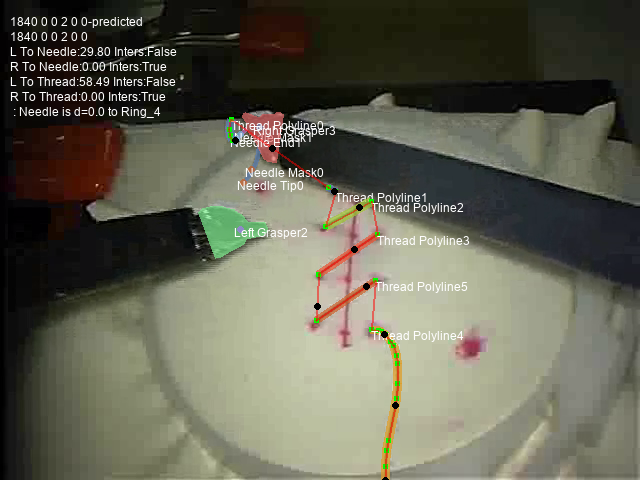 1840 0 0 2 0 0-predicted
1840 0 0 2 0 0
L To Needle:29.80 Inters:False
R To Needle:0.00 Inters:True
L To Thread:58.49 Inters:False
R To Thread:0.00 Inters:True
: Needle is d=0.0 to Ring_4
Thread Polyline0
Right Grasper3
Needle End1
Needle Mask0
Needle Tip0
Thread Polyline1
Thread Polyline2
Left Grasper2
Thread Polyline3
Thread Polyline5
Thread Polyline4